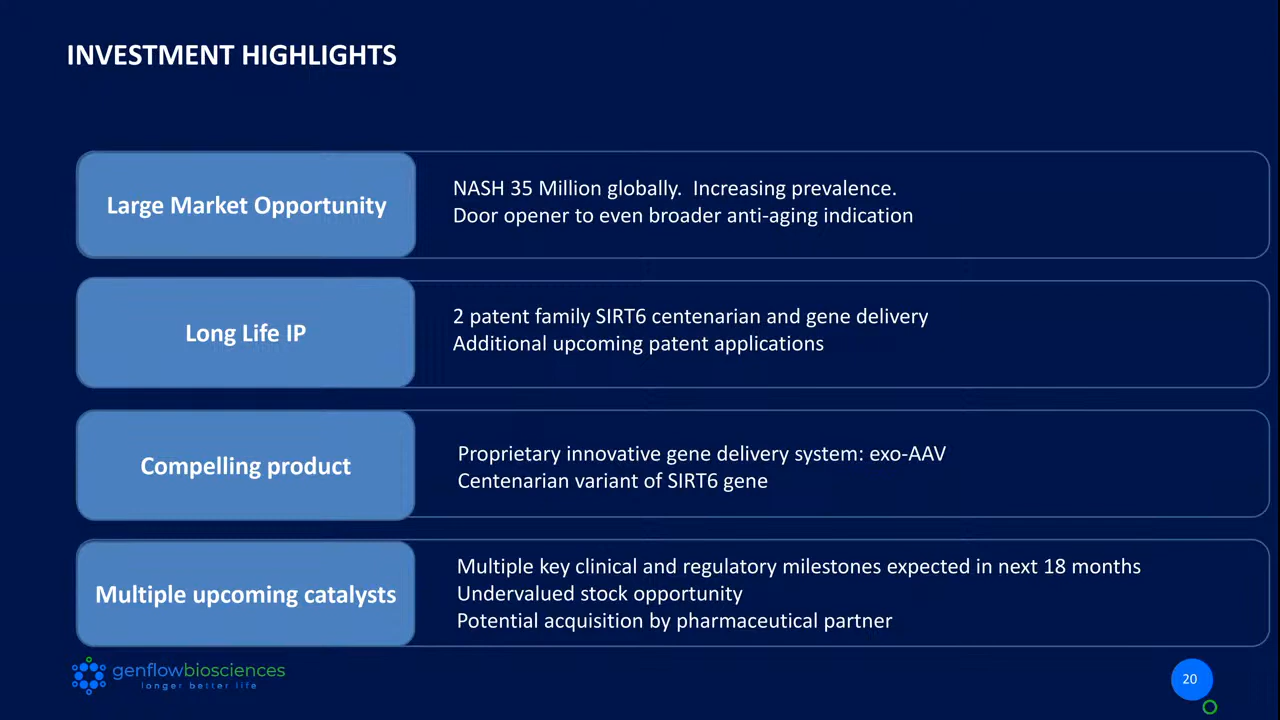 INVESTMENT HIGHLIGHTS
Large Market Opportunity
NASH 35 Million globally.  Increasing prevalence.
Door opener to even broader anti-aging indication
Long Life IP
2 patent family SIRT6 centenarian and gene delivery
Additional upcoming patent applications
Compelling product
Proprietary innovative gene delivery system: exo-AAV
Centenarian variant of SIRT6 gene
Multiple upcoming catalysts
Multiple key clinical and regulatory milestones expected in next 18 months
Undervalued stock opportunity
Potential acquisition by pharmaceutical partner
genflowbiosciences
longer better life
20